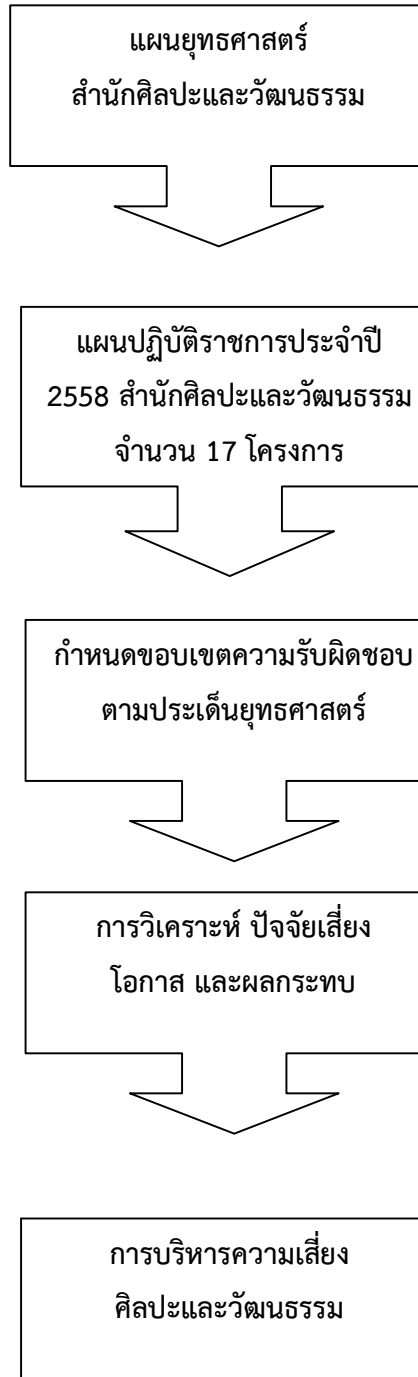 แผนยุทธศาสตร์
สำนักศิลปะและวัฒนธรรม
แผนปฏิบัติราชการประจำปี
2558 สำนักศิลปะและวัฒนธรรม
จำนวน 17 โครงการ
กำหนดขอบเขตความรับผิดชอบ
ตามประเด็นยุทธศาสตร์
การวิเคราะห์ ปัจจัยเสี่ยง
โอกาส และผลกระทบ
การบริหารความเสี่ยง
ศิลปะและวัฒนธรรม